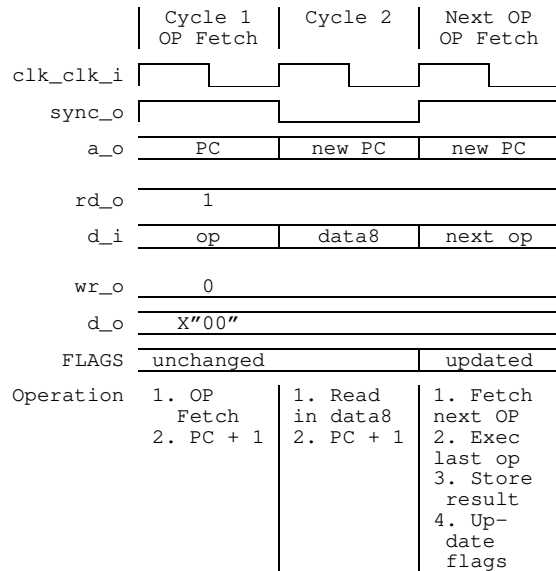 Cycle 1 Cycle 2 Next OP
OP Fetch OP Fetch
clk_clk_i
sync_o
a_o PC new PC new PC
rd_o 1
d_i op data8 next op
wr_o 0
d_o X"00"
FLAGS unchanged updated
Operation 1. OP 1. Read 1. Fetch
Fetch in data8 next OP
2. PC + 1 2. PC + 1 2. Exec
last op
3. Store
result
4. Up-
date
flags